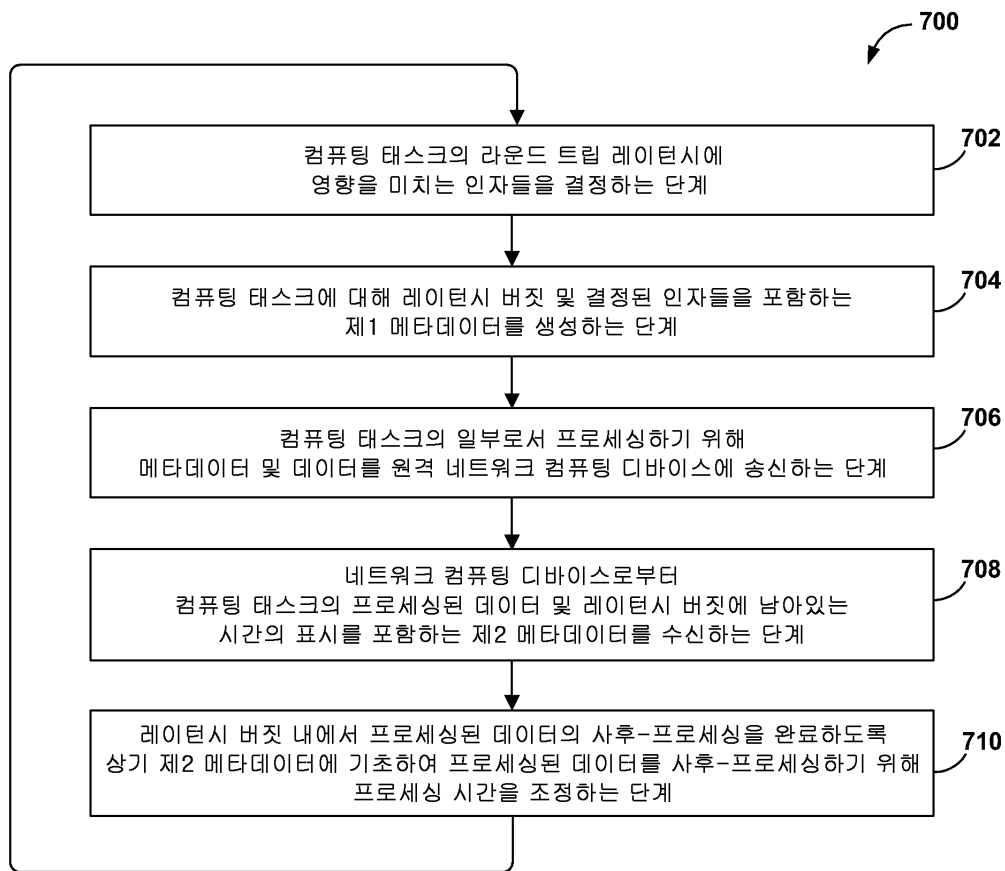 700
702
컴퓨팅 태스크의 라운드 트립 레이턴시에
영향을 미치는 인자들을 결정하는 단계
704
컴퓨팅 태스크에 대해 레이턴시 버짓 및 결정된 인자들을 포함하는
제1 메타데이터를 생성하는 단계
706
컴퓨팅 태스크의 일부로서 프로세싱하기 위해
메타데이터 및 데이터를 원격 네트워크 컴퓨팅 디바이스에 송신하는 단계
708
네트워크 컴퓨팅 디바이스로부터
컴퓨팅 태스크의 프로세싱된 데이터 및 레이턴시 버짓에 남아있는
시간의 표시를 포함하는 제2 메타데이터를 수신하는 단계
710
레이턴시 버짓 내에서 프로세싱된 데이터의 사후-프로세싱을 완료하도록
상기 제2 메타데이터에 기초하여 프로세싱된 데이터를 사후-프로세싱하기 위해
프로세싱 시간을 조정하는 단계